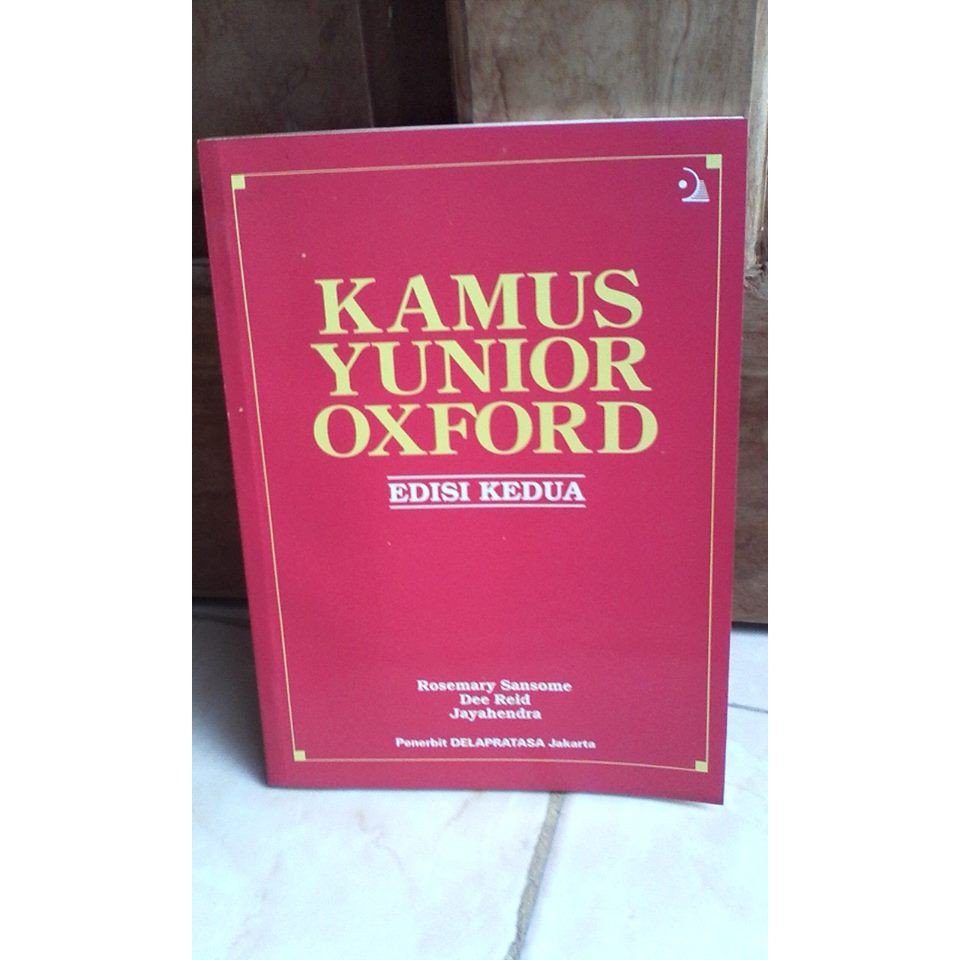 KAMUS
YUNIOR
OXFORD
EDISI KEDUA
Rosemary Sansome
Dee Reid
Jayahendra
Penerbit DELAPRATASA Jakarta